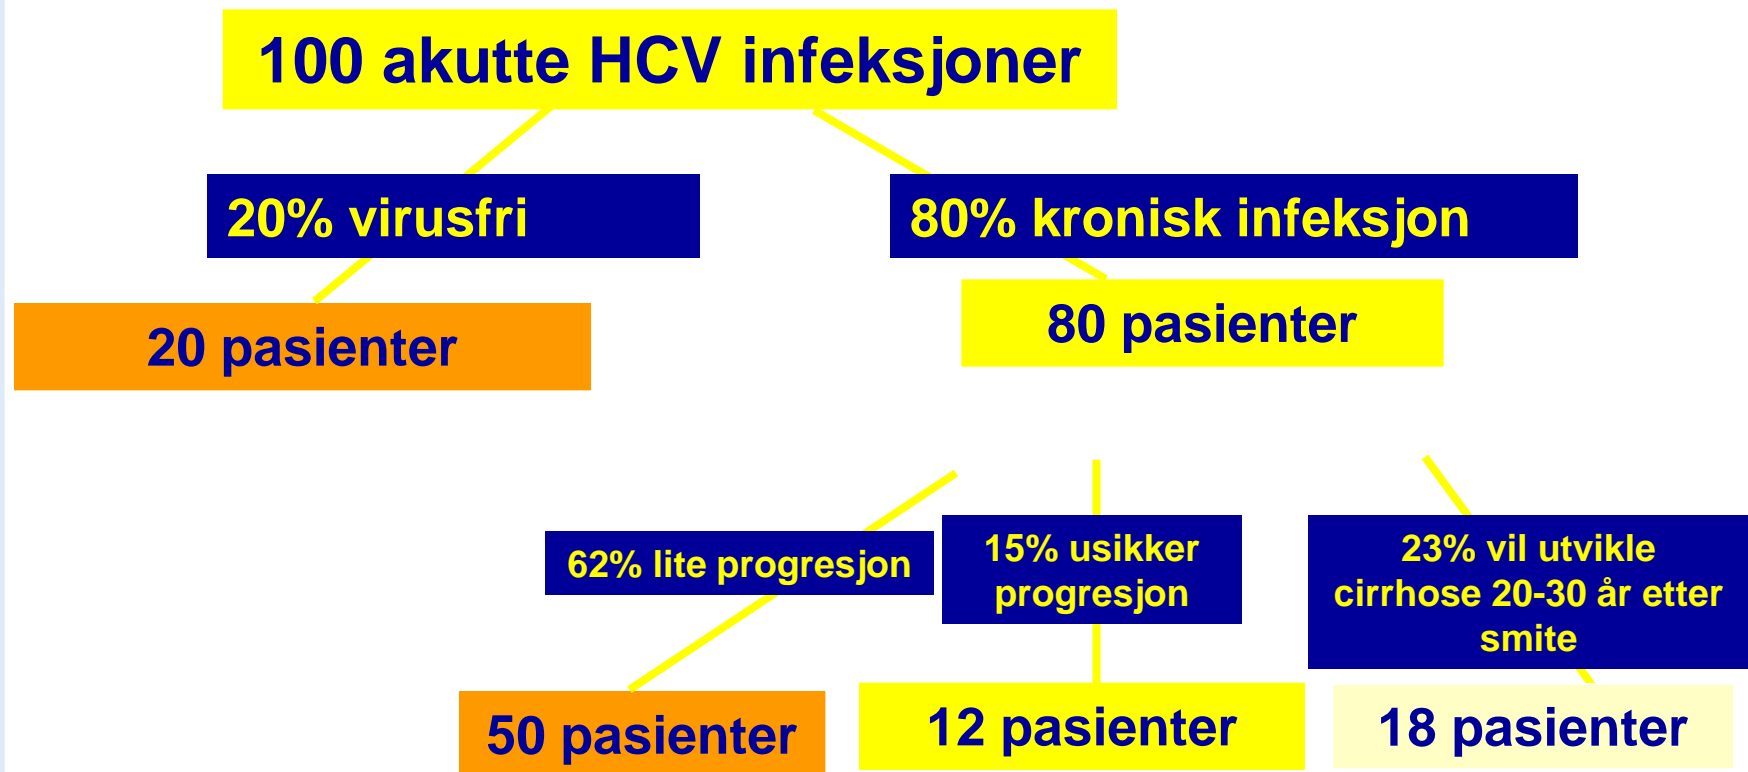 100 akutte HCV infeksjoner
20% virusfri
80% kronisk infeksjon
20 pasienter
80 pasienter
62% lite progresjon
15% usikker
progresjon
23% vil utvikle
cirrhose 20-30 år etter
smite
50 pasienter
12 pasienter
18 pasienter